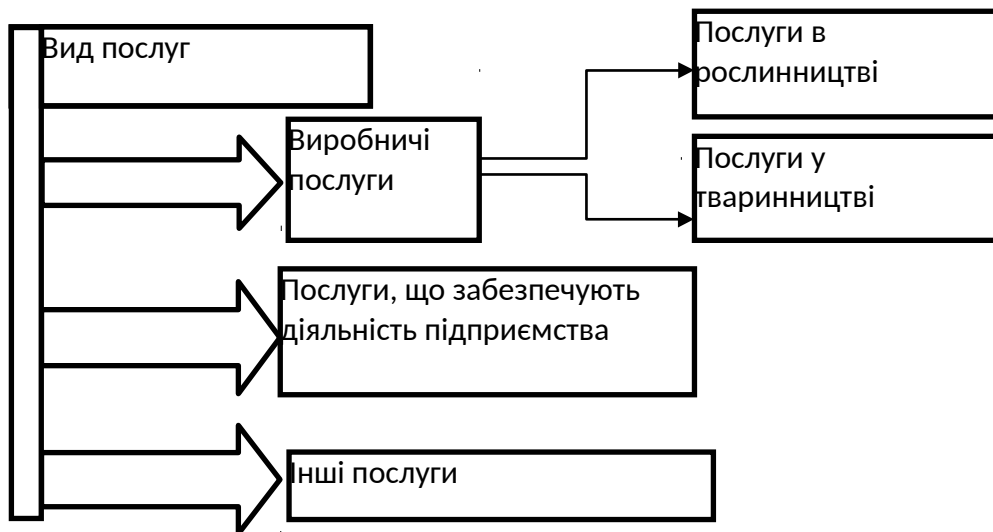 Вид послуг
Виробничі
послуги
Послуги в
рослинництві
Послуги у
тваринництві
Послуги, що забезпечують
діяльність підприємства
Інші послуги